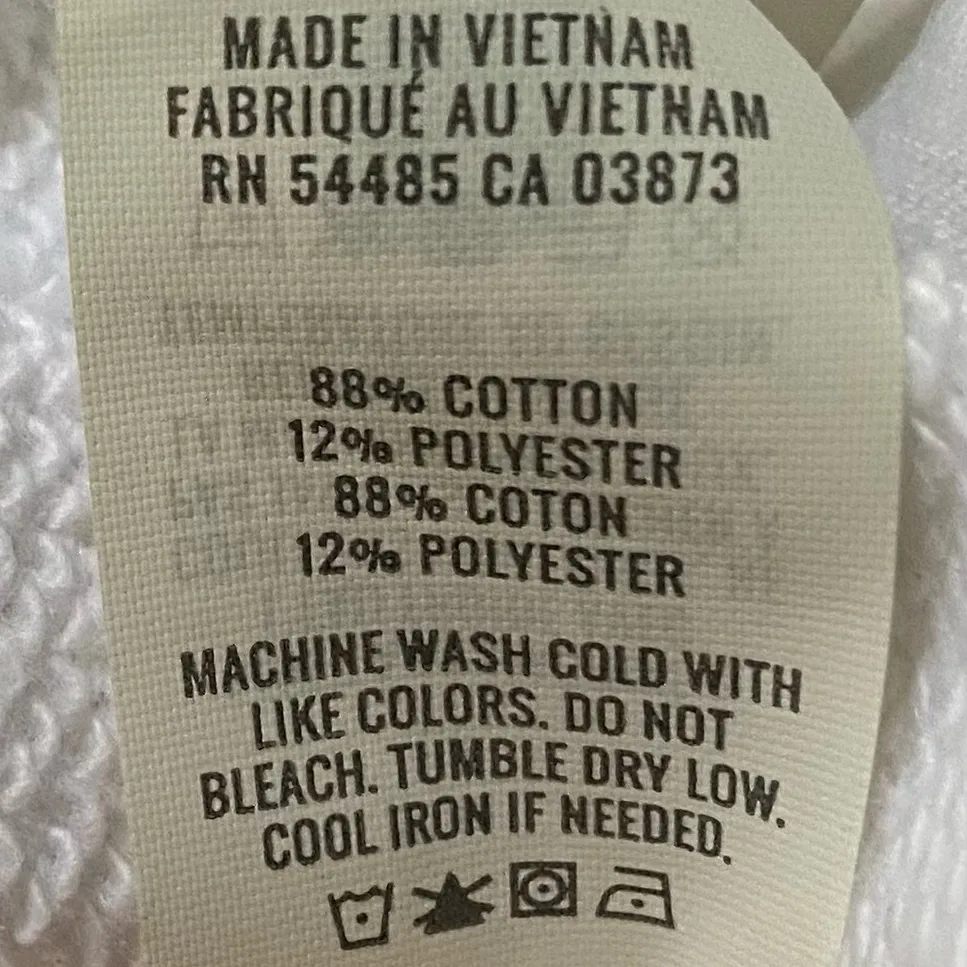 MADE IN VIETNAM
FABRIQUÉ AU VIETNAM
RN 54485 CA 03873
88% COTTON
12% POLYESTER
88% COTON
12% POLYESTER
MACHINE WASH COLD WITH
LIKE COLORS. DO NOT
BLEACH. TUMBLE DRY LOW.
COOL IRON IF NEEDED.